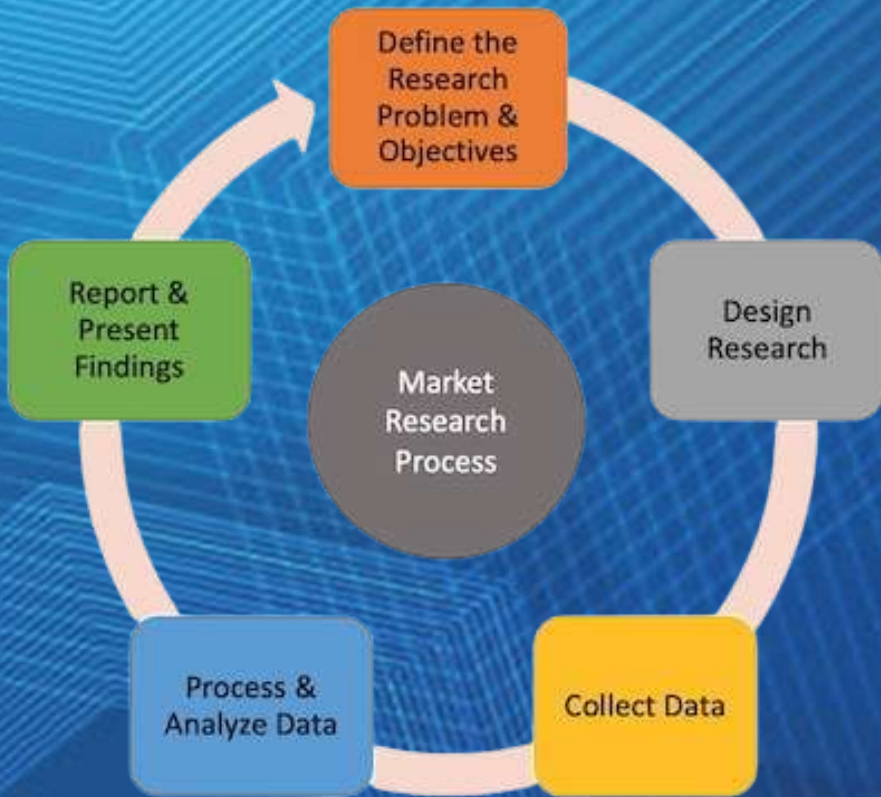 Define the
Research
Problem &
Objectives
Design
Research
Collect Data
Process &
Analyze Data
Report &
Present
Findings
Market
Research
Process